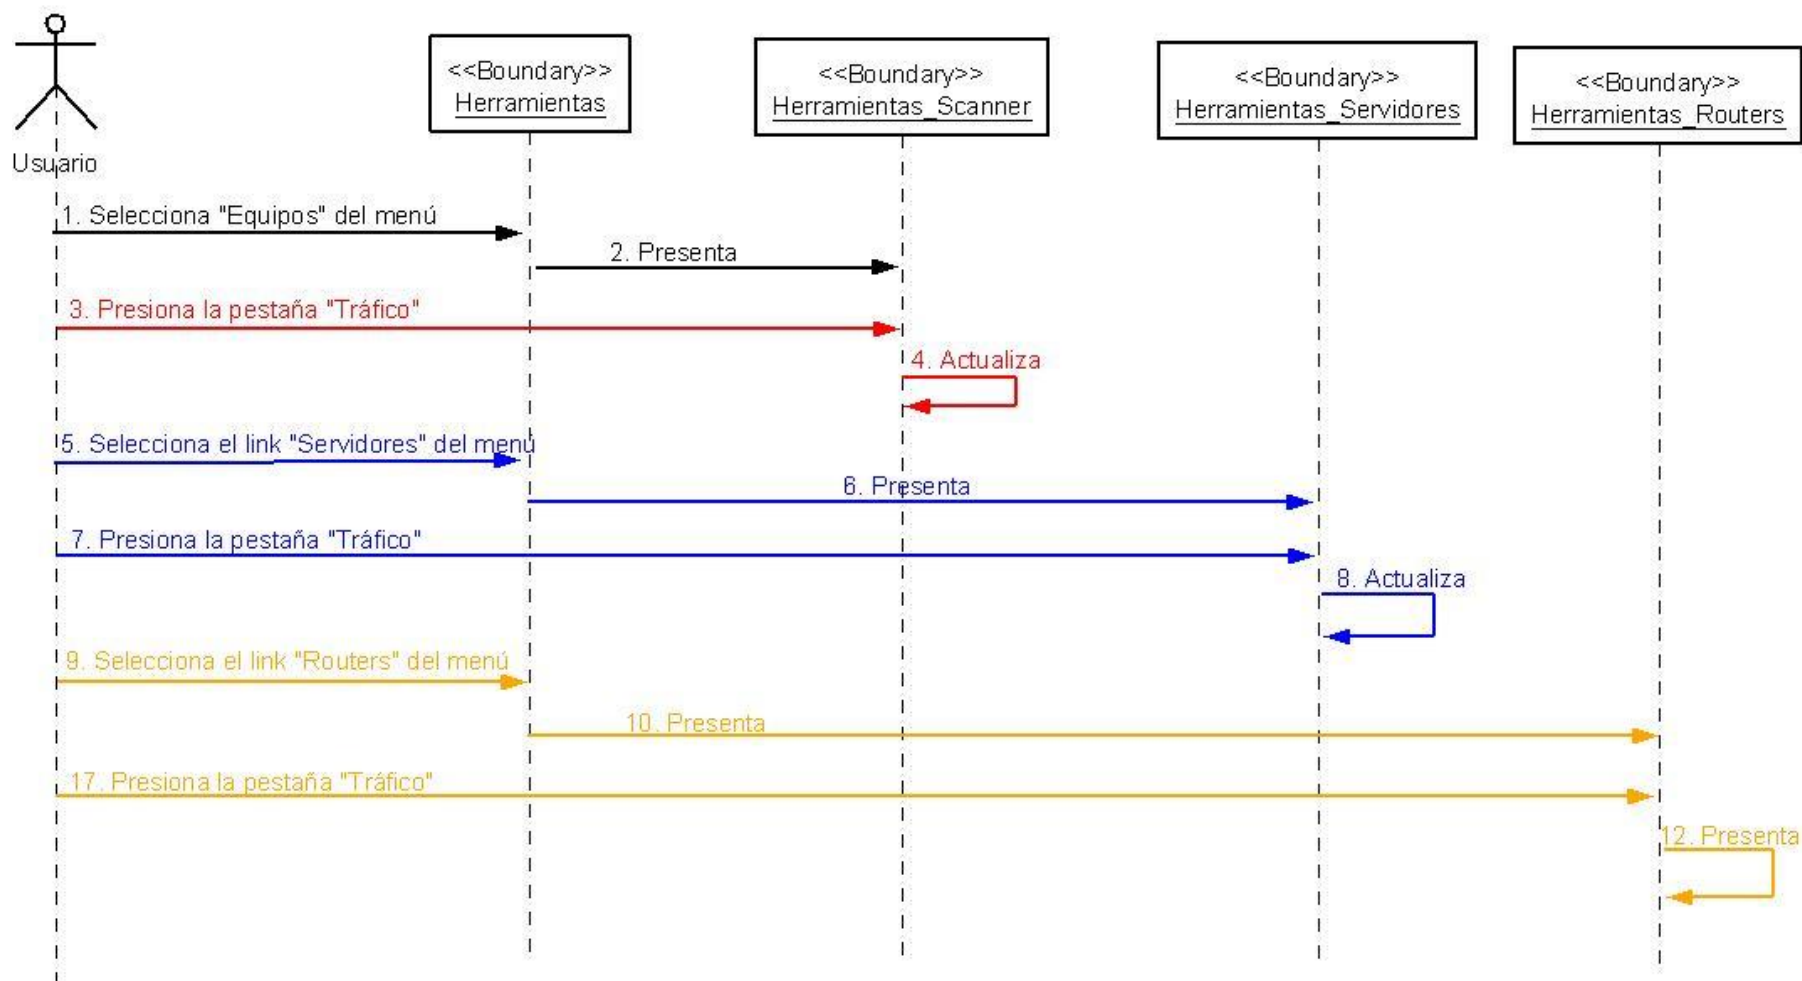 <<Boundary>>
Herramientas
<<Boundary>>
Herramientas_Scanner
<<Boundary>>
Herramientas_Servidores
<<Boundary>>
Herramientas_Routers
Usuario
1. Selecciona "Equipos" del menú
2. Presenta
3. Presiona la pestaña "Tráfico"
4. Actualiza
5. Selecciona el link "Servidores" del menú
6. Presenta
7. Presiona la pestaña "Tráfico"
8. Actualiza
9. Selecciona el link "Routers" del menú
10. Presenta
17. Presiona la pestaña "Tráfico"
12. Presenta